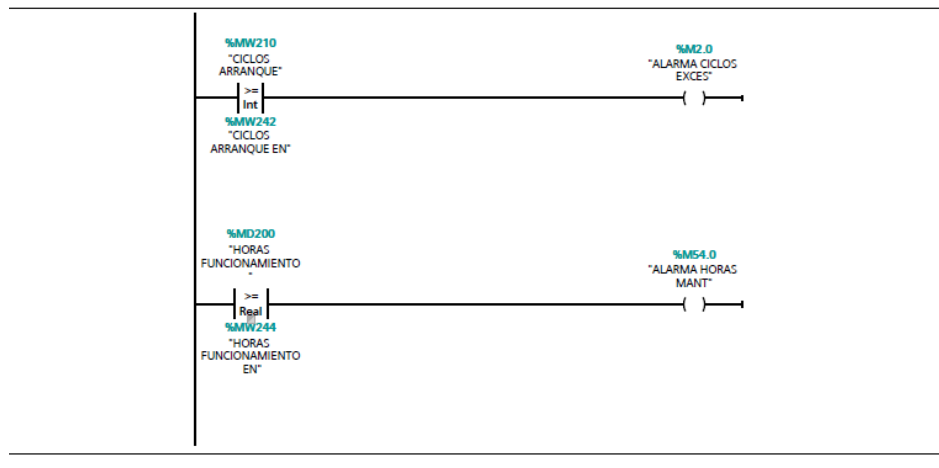 %MW210
"CICLOS
ARRANQUE"
>=
Int
%MW242
"CICLOS
ARRANQUE EN"
%M2.0
"ALARMA CICLOS
EXCES"
( )
%MD200
"HORAS
FUNCIONAMIENTO
"
>=
Real
%MW244
"HORAS
FUNCIONAMIENTO
EN"
%M54.0
"ALARMA HORAS
MANT"
( )